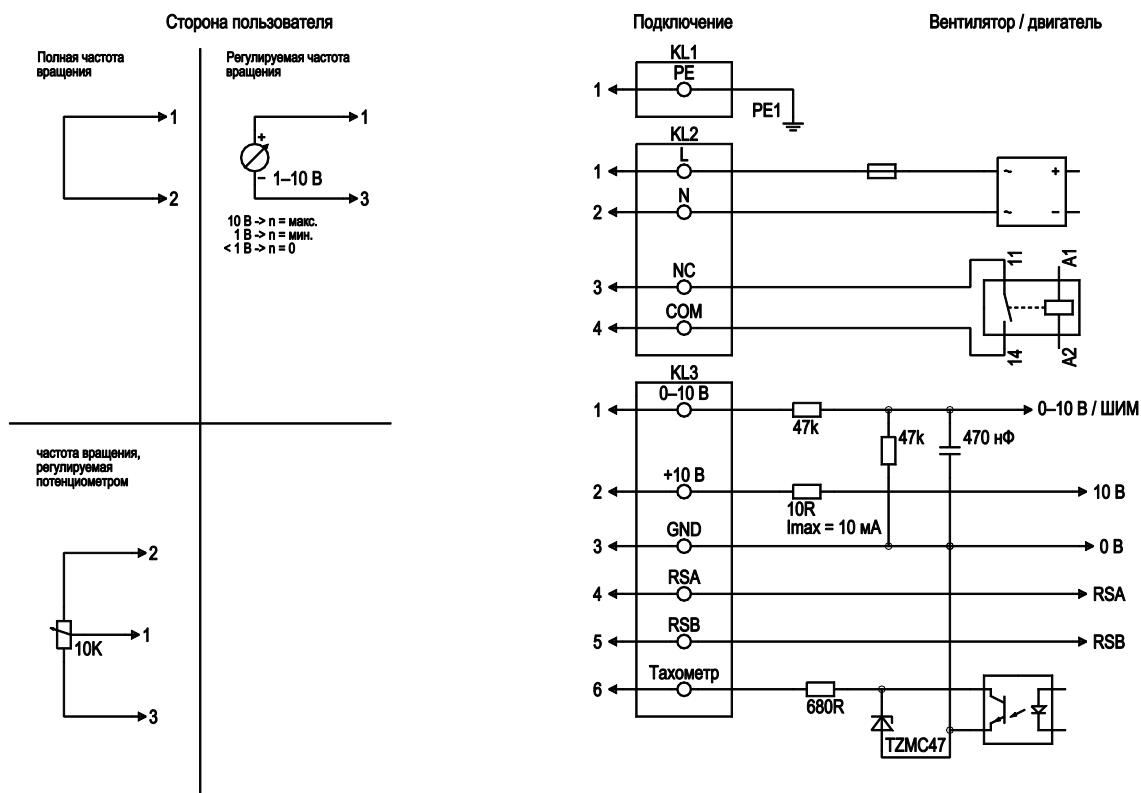 Сторона пользователя
Подключение
Вентилятор / двигатель
Полная частота
вращения
1
2
Регулируемая частота
вращения
1
+
1–10 В
–
3
10 В -> n = макс.
1 В -> n = мин.
< 1 В -> n = 0
частота вращения,
регулируемая
потенциометром
2
1
10K
3
KL1
PE
1
PE1
KL2
L
1
~ +
N
2
~ –
NC
3
11 A1
COM
4
14 A2
KL3
0–10 В
1
47k
0–10 В / ШИМ
47k
470 нФ
+10 В
2
10R
10 В
Imax = 10 мА
GND
3
0 В
RSA
4
RSA
RSB
5
RSB
Тахометр
6
680R
TZMC47